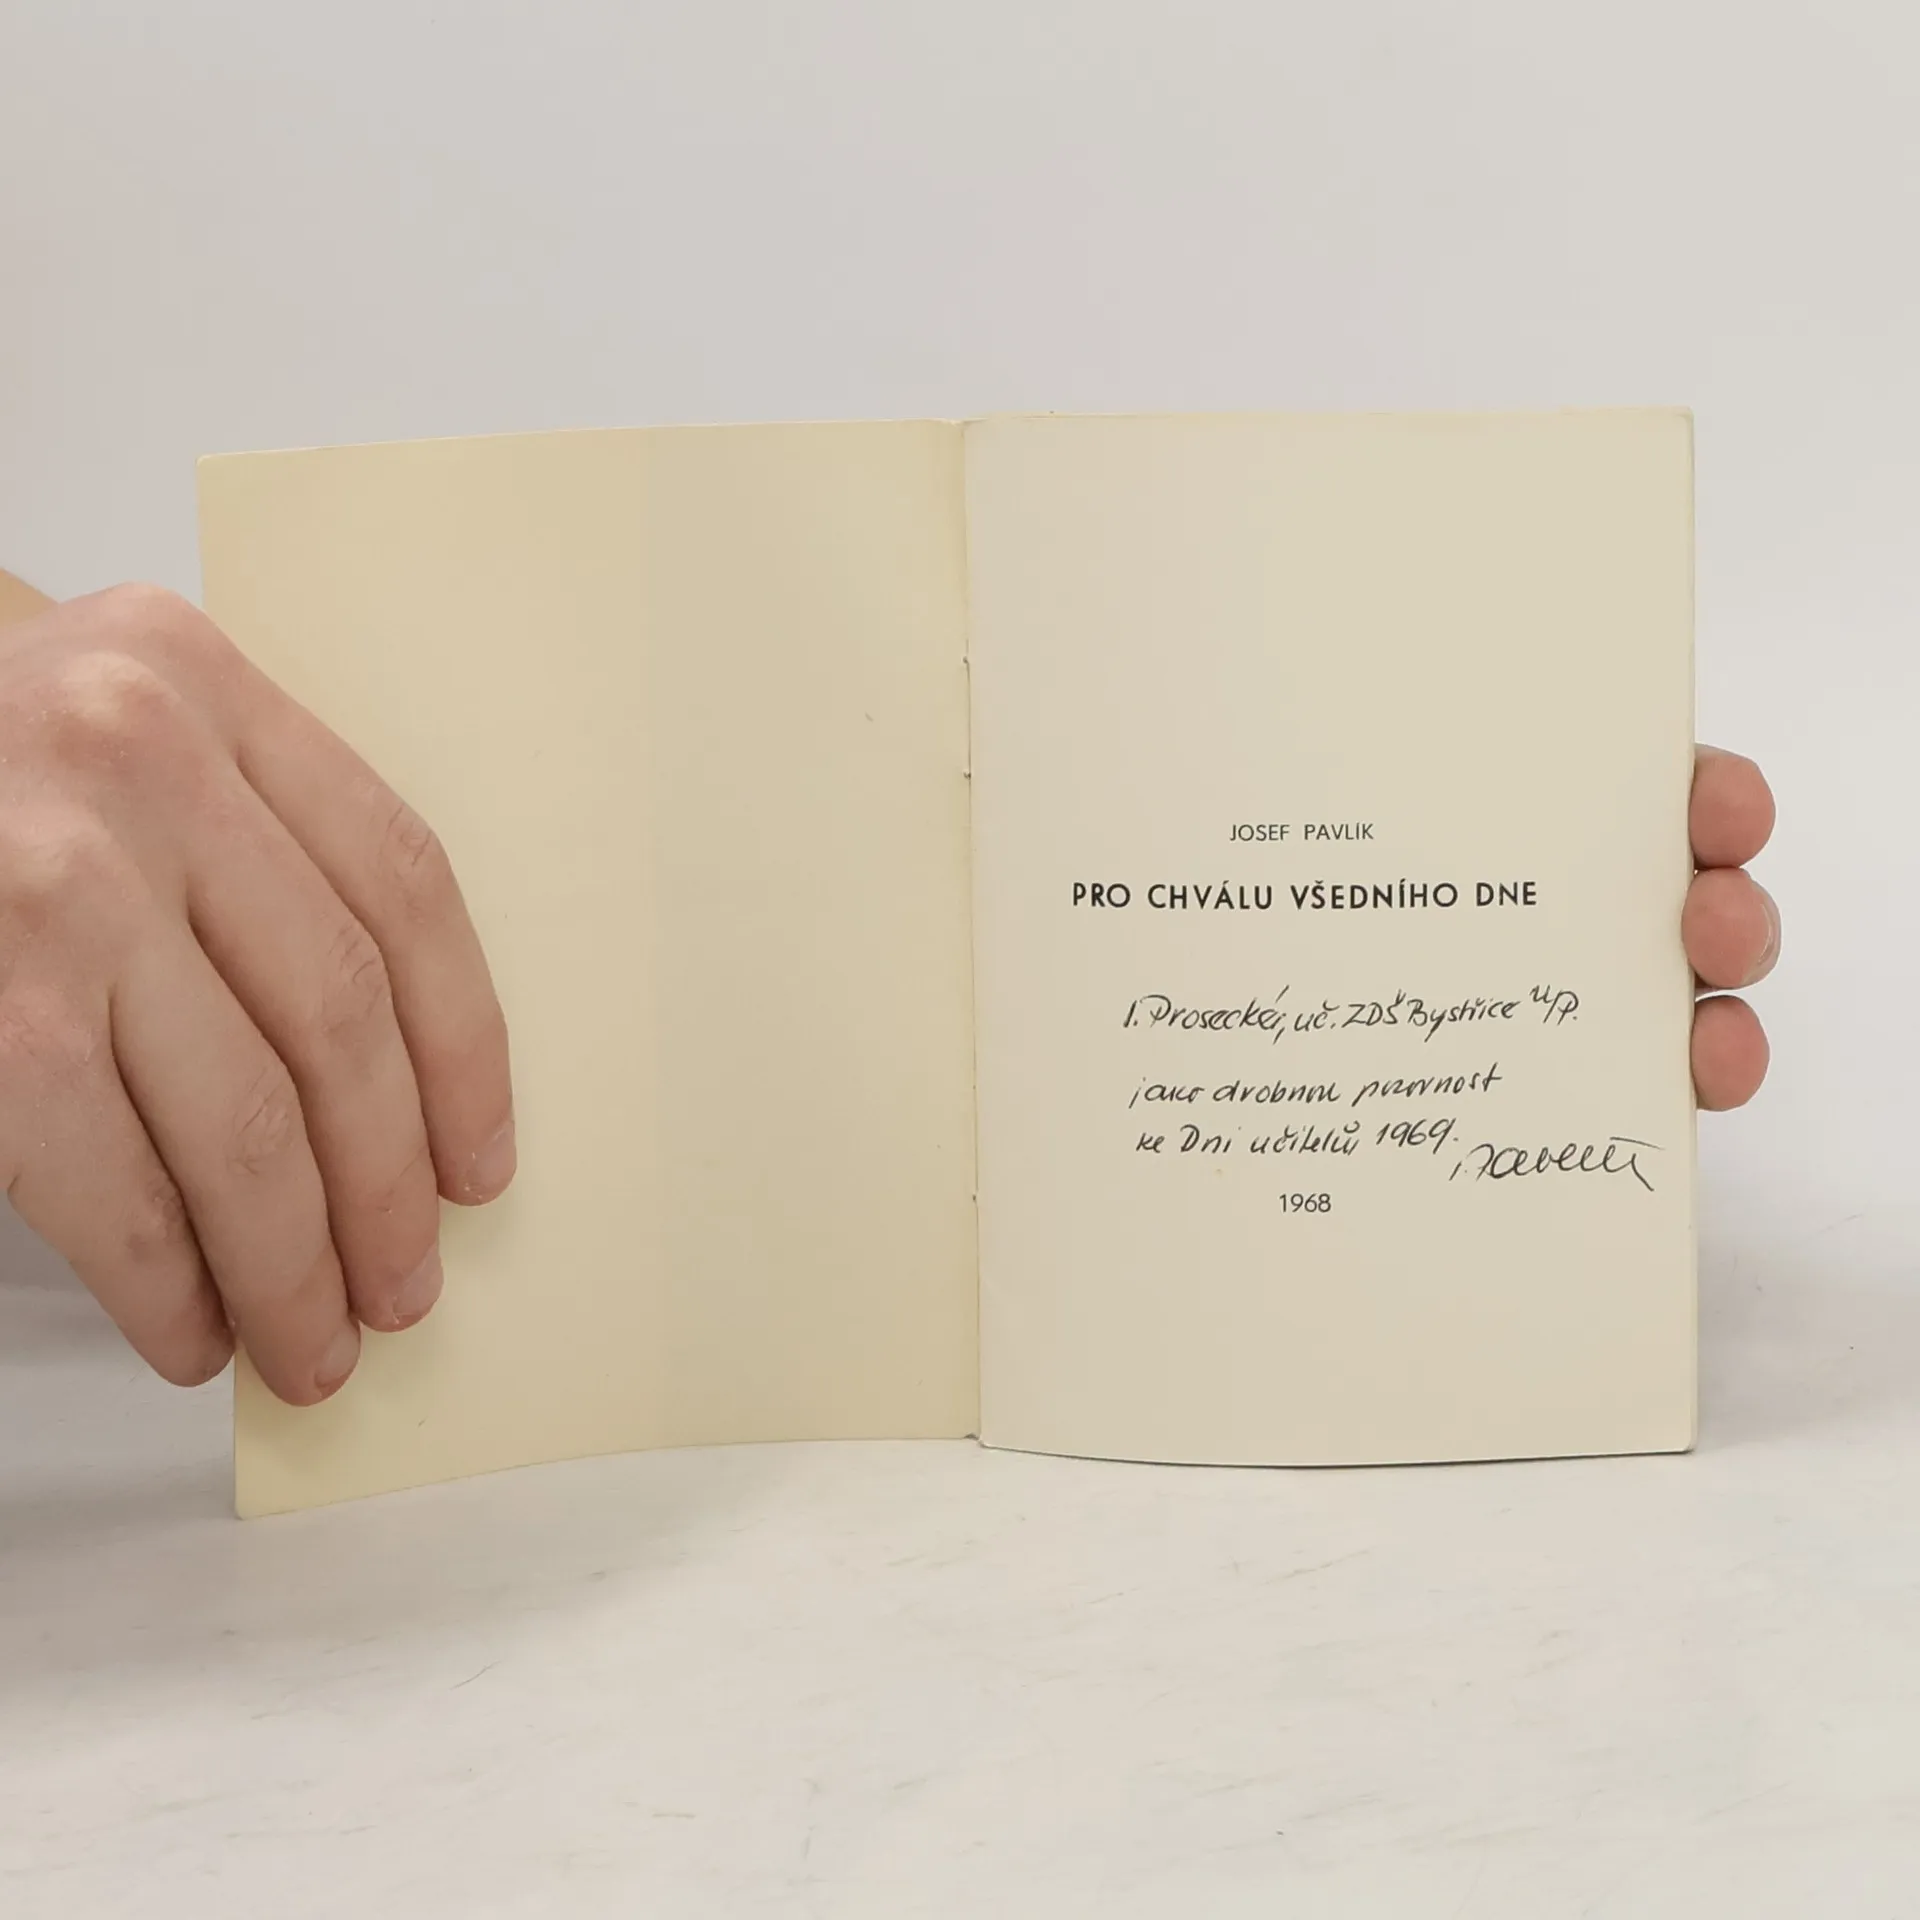 JOSEF PAVLÍK
PRO CHVÁLU VŠEDNÍHO DNE
I. Prosecké, uč. ZDŠ Bystřice n/P.
jako drobnou pozornost
ke Dni učitelů 1969.
1968